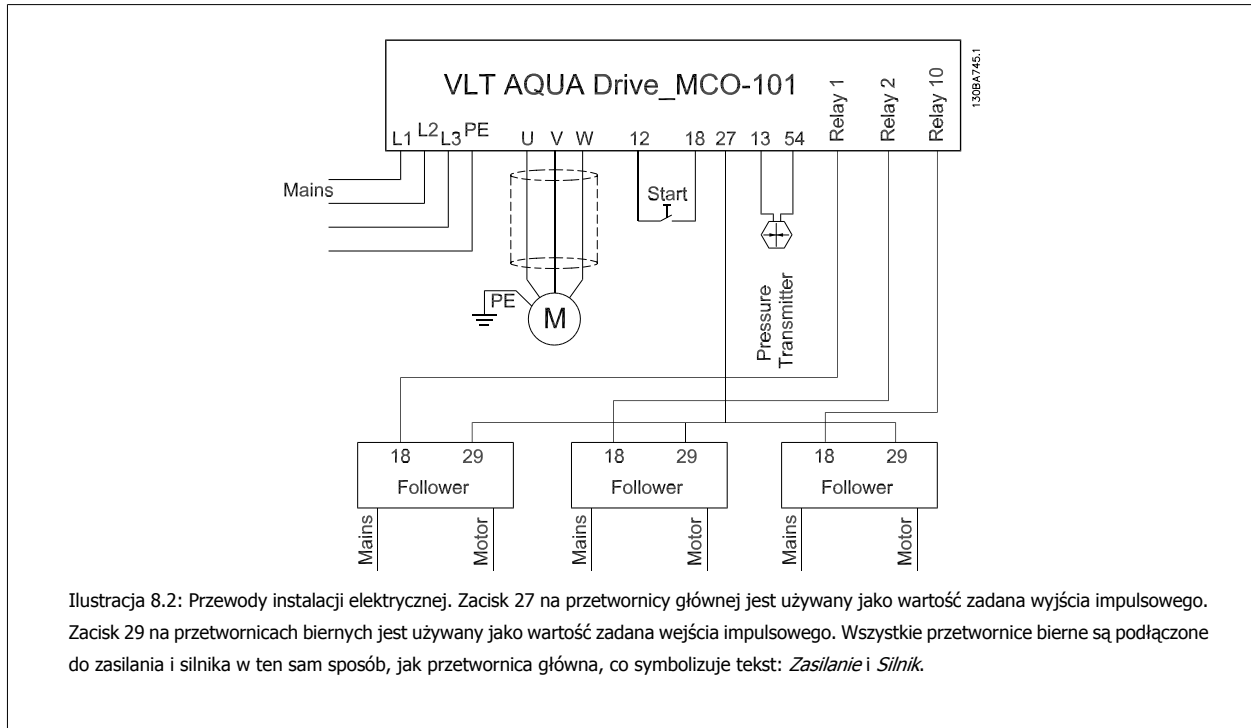 VLT AQUA Drive_MCO-101
Relay 1
Relay 2
Relay 10
130BA745.1
L1 L2 L3 PE U V W 12 18 27 13 54
Mains
Start
PE
M
Pressure
Transmitter
18 29 18 29 18 29
Follower Follower Follower
Mains Motor Mains Motor Mains Motor
Ilustracja 8.2: Przewody instalacji elektrycznej. Zacisk 27 na przetwornicy głównej jest używany jako wartość zadana wyjścia impulsowego.
Zacisk 29 na przetwornicach biernych jest używany jako wartość zadana wejścia impulsowego. Wszystkie przetwornice bierne są podłączone
do zasilania i silnika w ten sam sposób, jak przetwornica główna, co symbolizuje tekst: Zasilanie i Silnik.